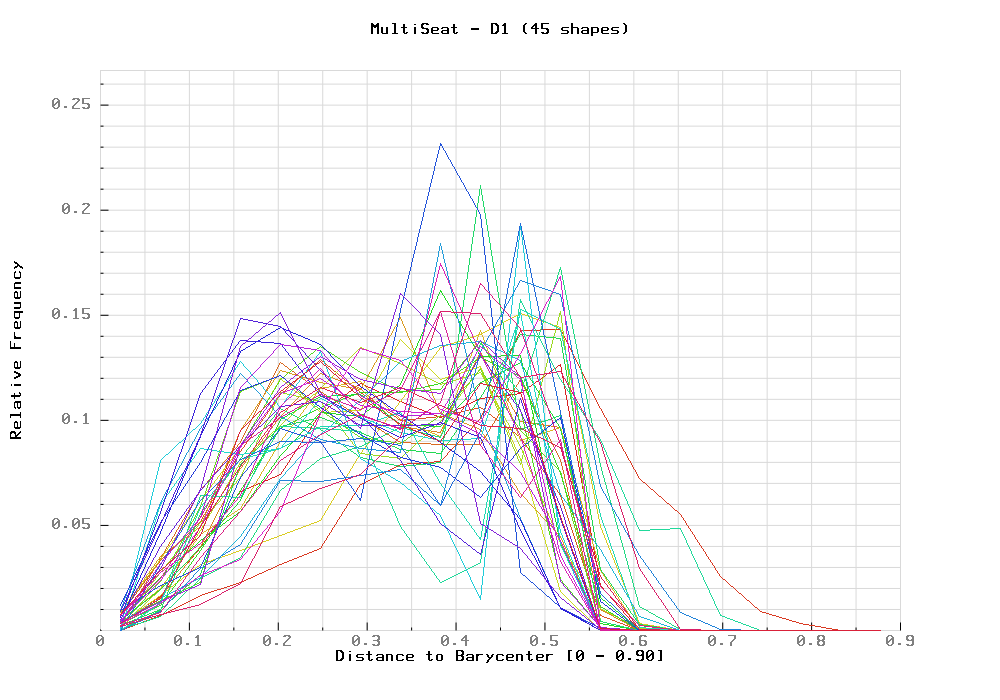 MultiSeat - D1 (45 shapes)
0.25
0.2
0.15
0.1
0.05
Relative Frequency
0 0.1 0.2 0.3 0.4 0.5 0.6 0.7 0.8 0.9
Distance to Barycenter [0 - 0.90]